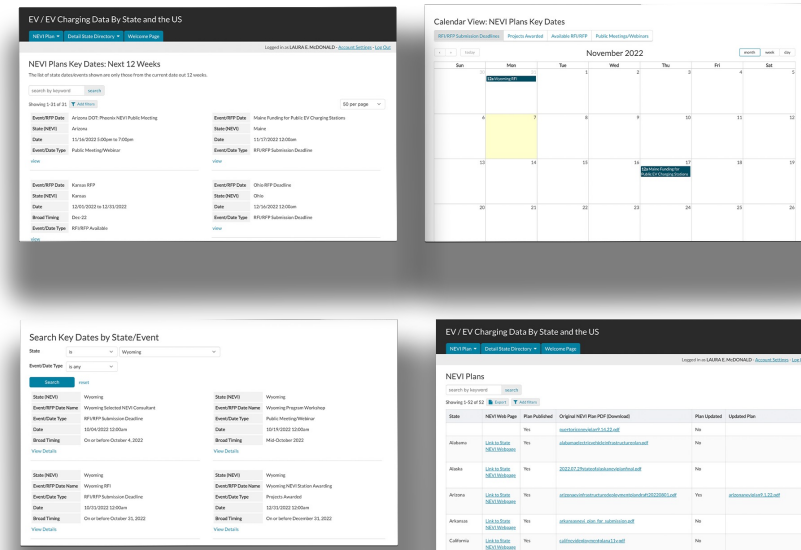 EV / EV Charging Data By State and the US
NEVI Plan Detail State Directory Welcome Page
Logged in as LAURA E. McDONALD - Account Settings - Log Out
NEVI Plans Key Dates: Next 12 Weeks
The list of state dates/events shown are only those from the current date out 12 weeks.
search by keyword search
Showing 1-31 of 31 Add filters 50 per page
Event/RFP Date Arizona DOT: Phoenix NEVI Public Meeting
State (NEVI) Arizona
Date 11/16/2022 5:00pm to 7:00pm
Event/Date Type Public Meeting/Webinar
view
Event/RFP Date Maine Funding for Public EV Charging Stations
State (NEVI) Maine
Date 11/17/2022 12:00am
Event/Date Type RFI/RFP Submission Deadline
view
Event/RFP Date Kansas RFP
State (NEVI) Kansas
Date 12/01/2022 to 12/31/2022
Broad Timing Dec-22
Event/Date Type RFI/RFP Available
view
Event/RFP Date Ohio RFP Deadline
State (NEVI) Ohio
Date 12/16/2022 12:00am
Event/Date Type RFI/RFP Submission Deadline
view
Calendar View: NEVI Plans Key Dates
RFI/RFP Submission Deadlines Projects Awarded Available RFI/RFP Public Meetings/Webinars
today November 2022 month week day
Sun Mon Tue Wed Thu Fri Sat
30 31 1 2 3 4 5
12a Wyoming RFI
6 7 8 9 10 11 12
13 14 15 16 17 18 19
12a Maine Funding for
Public EV Charging Stations
20 21 22 23 24 25 26
Search Key Dates by State/Event
State is Wyoming
Event/Date Type is any
Search reset
State (NEVI) Wyoming
Event/RFP Date Name Wyoming Selected NEVI Consultant
Event/Date Type RFI/RFP Submission Deadline
Date 10/04/2022 12:00am
Broad Timing On or before October 4, 2022
View Details
State (NEVI) Wyoming
Event/RFP Date Name Wyoming Program Workshop
Event/Date Type Public Meeting/Webinar
Date 10/19/2022 12:00am
Broad Timing Mid-October 2022
View Details
State (NEVI) Wyoming
Event/RFP Date Name Wyoming RFI
Event/Date Type RFI/RFP Submission Deadline
Date 10/31/2022 12:00am
Broad Timing On or before October 31, 2022
View Details
State (NEVI) Wyoming
Event/RFP Date Name Wyoming NEVI Station Awarding
Event/Date Type Projects Awarded
Date 12/31/2022 12:00am
Broad Timing On or before December 31, 2022
View Details
EV / EV Charging Data By State and the US
NEVI Plan Detail State Directory Welcome Page
Logged in as LAURA E. McDONALD - Account Settings - Log
NEVI Plans
search by keyword search
Showing 1-52 of 52 Export Add filters
State NEVI Web Page Plan Published Original NEVI Plan PDF (Download) Plan Updated Updated Plan
Yes No
Alabama Link to State NEVI Webpage Yes alabamaelectricvehicleinfrastructureplan.pdf No
Alaska Link to State NEVI Webpage Yes No
Arizona Link to State NEVI Webpage Yes Yes
Arkansas Link to State NEVI Webpage Yes No
California Link to State NEVI Webpage Yes No